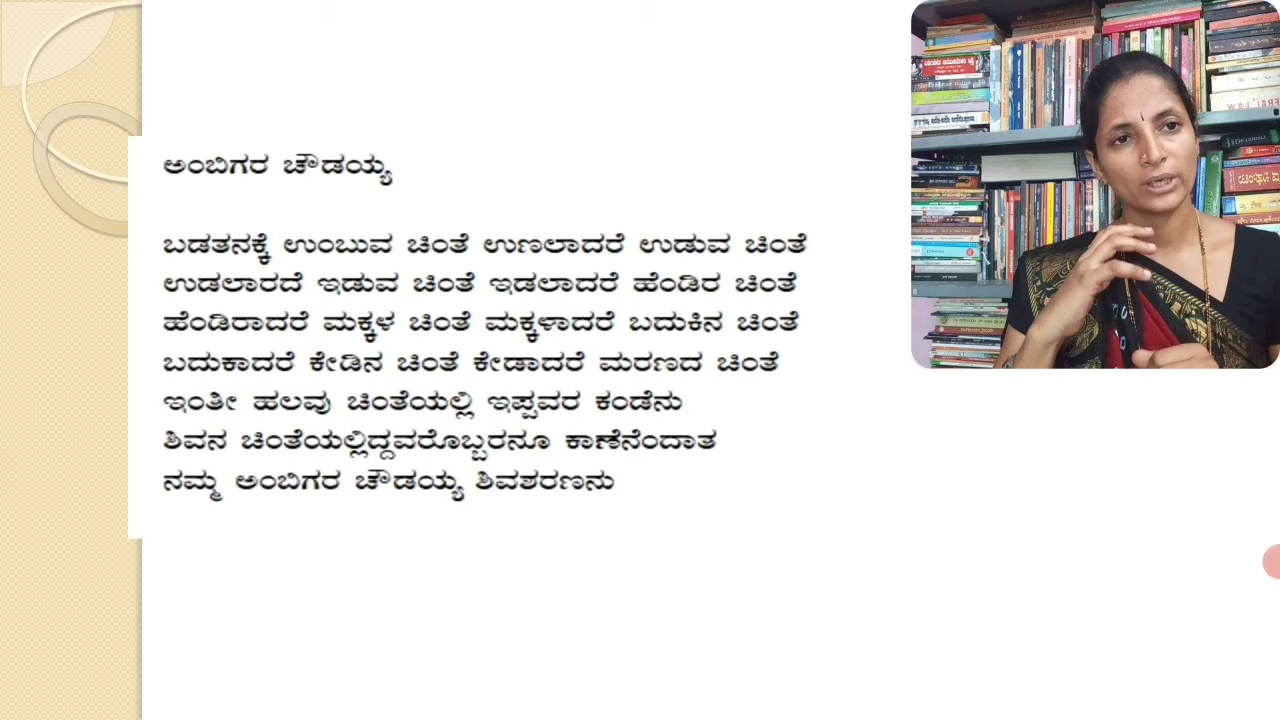 ಅಂಬಿಗರ ಚೌಡಯ್ಯ
ಬಡತನಕ್ಕೆ ಉಂಬುವ ಚಿಂತೆ ಉಣಲಾದರೆ ಉಡುವ ಚಿಂತೆ
ಉಡಲಾರದೆ ಇಡುವ ಚಿಂತೆ ಇಡಲಾದರೆ ಹೆಂಡಿರ ಚಿಂತೆ
ಹೆಂಡಿರಾದರೆ ಮಕ್ಕಳ ಚಿಂತೆ ಮಕ್ಕಳಾದರೆ ಬದುಕಿನ ಚಿಂತೆ
ಬದುಕಾದರೆ ಕೇಡಿನ ಚಿಂತೆ ಕೇಡಾದರೆ ಮರಣದ ಚಿಂತೆ
ಇಂತೀ ಹಲವು ಚಿಂತೆಯಲ್ಲಿ ಇಪ್ಪವರ ಕಂಡೆನು
ಶಿವನ ಚಿಂತೆಯಲ್ಲಿದ್ದವರೊಬ್ಬರನೂ ಕಾಣೆನೆಂದಾತ
ನಮ್ಮ ಅಂಬಿಗರ ಚೌಡಯ್ಯ ಶಿವಶರಣನು